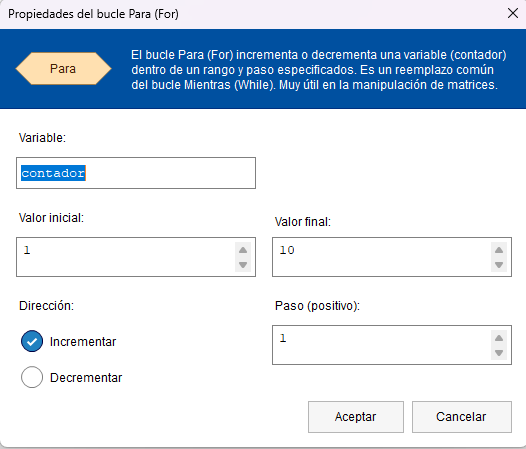 Propiedades del bucle Para (For)
Para
El bucle Para (For) incrementa o decrementa una variable (contador)
dentro de un rango y paso especificados. Es un reemplazo común
del bucle Mientras (While). Muy útil en la manipulación de matrices.
Variable:
contador
Valor inicial:
1
Valor final:
10
Dirección:
Incrementar
Decrementar
Paso (positivo):
1
Aceptar
Cancelar